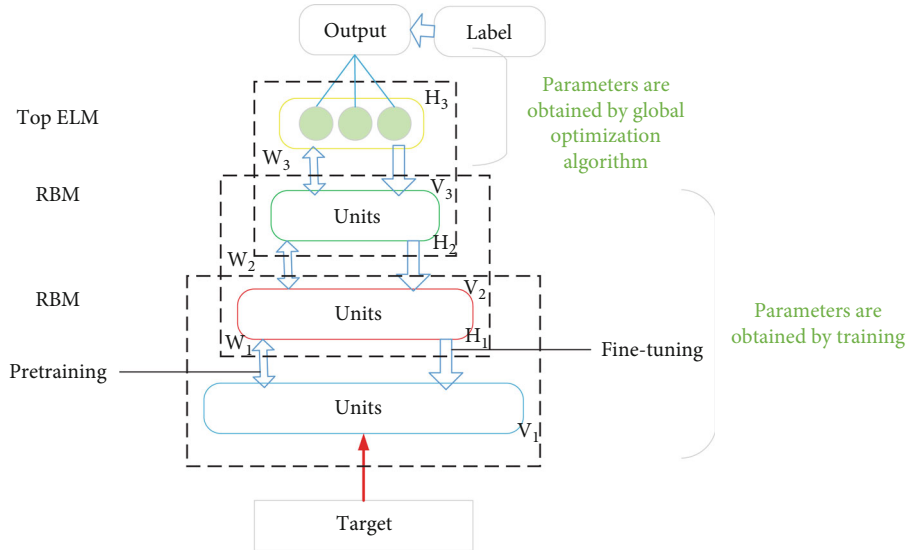 Output
Label
Parameters are
obtained by global
optimization
algorithm
H3
Top ELM
W3
RBM
V3
Units
H2
W2
RBM
V2
Units
Parameters are
obtained by training
W1
H1
Fine-tuning
Pretraining
Units
V1
Target